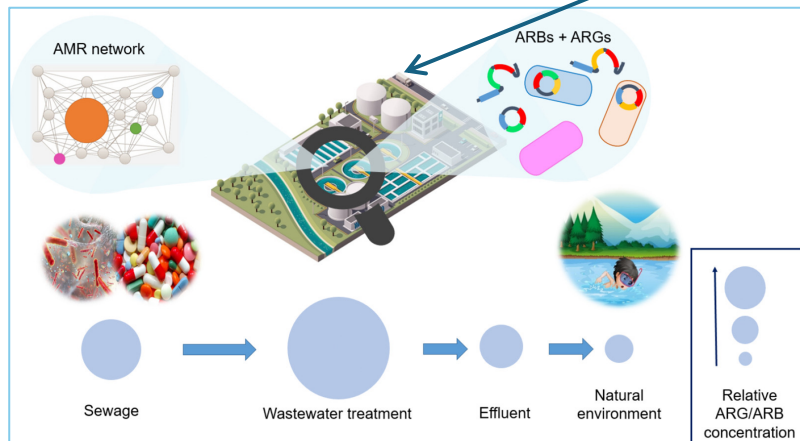 AMR network
ARBs + ARGs
Sewage
Wastewater treatment
Effluent
Natural
environment
Relative
ARG/ARB
concentration